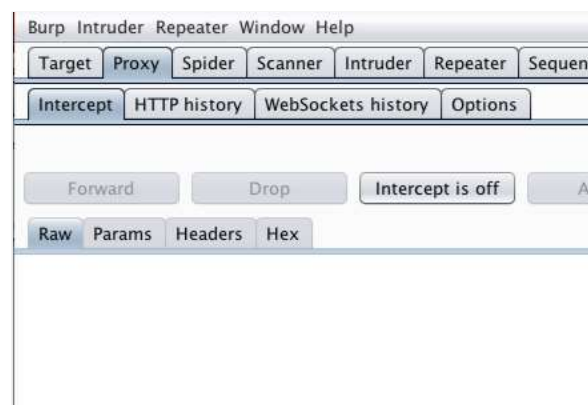 Burp Intruder Repeater Window Help
Target Proxy Spider Scanner Intruder Repeater
Intercept HTTP history WebSockets history Options
Forward Drop Intercept is off
Raw Params Headers Hex